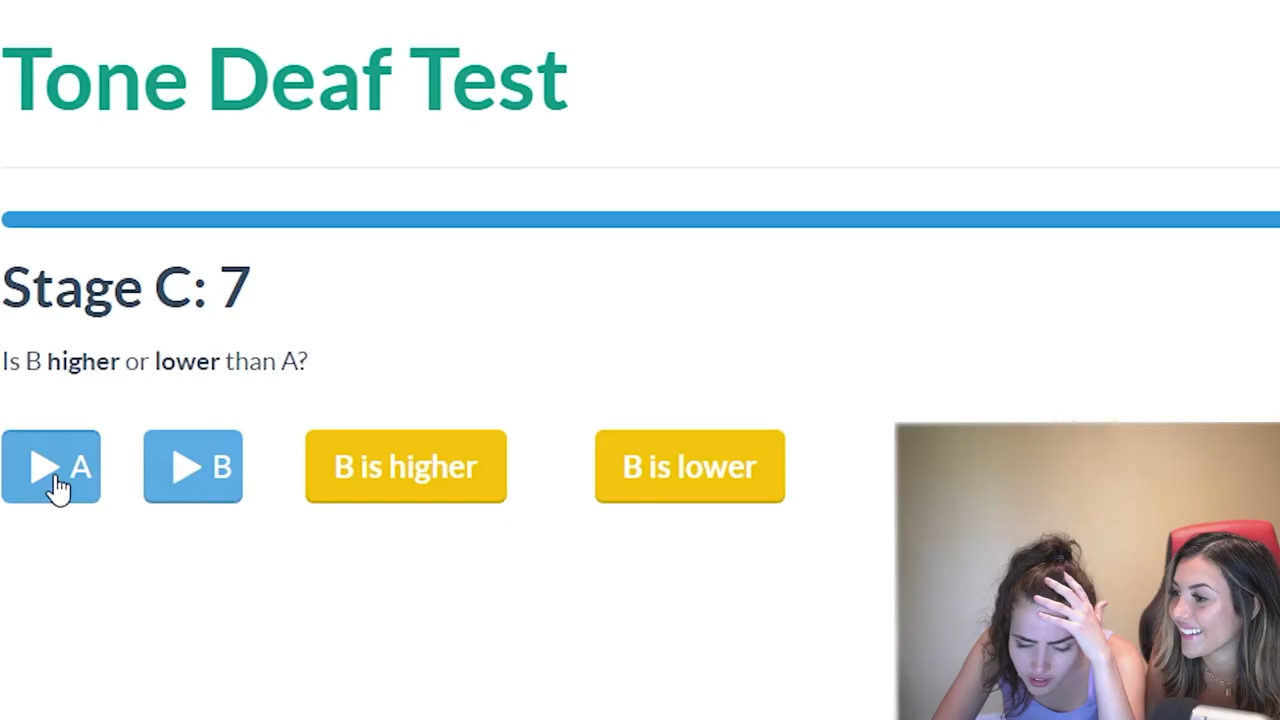 Tone Deaf Test
Stage C: 7
Is B higher or lower than A?
A
B
B is higher
B is lower